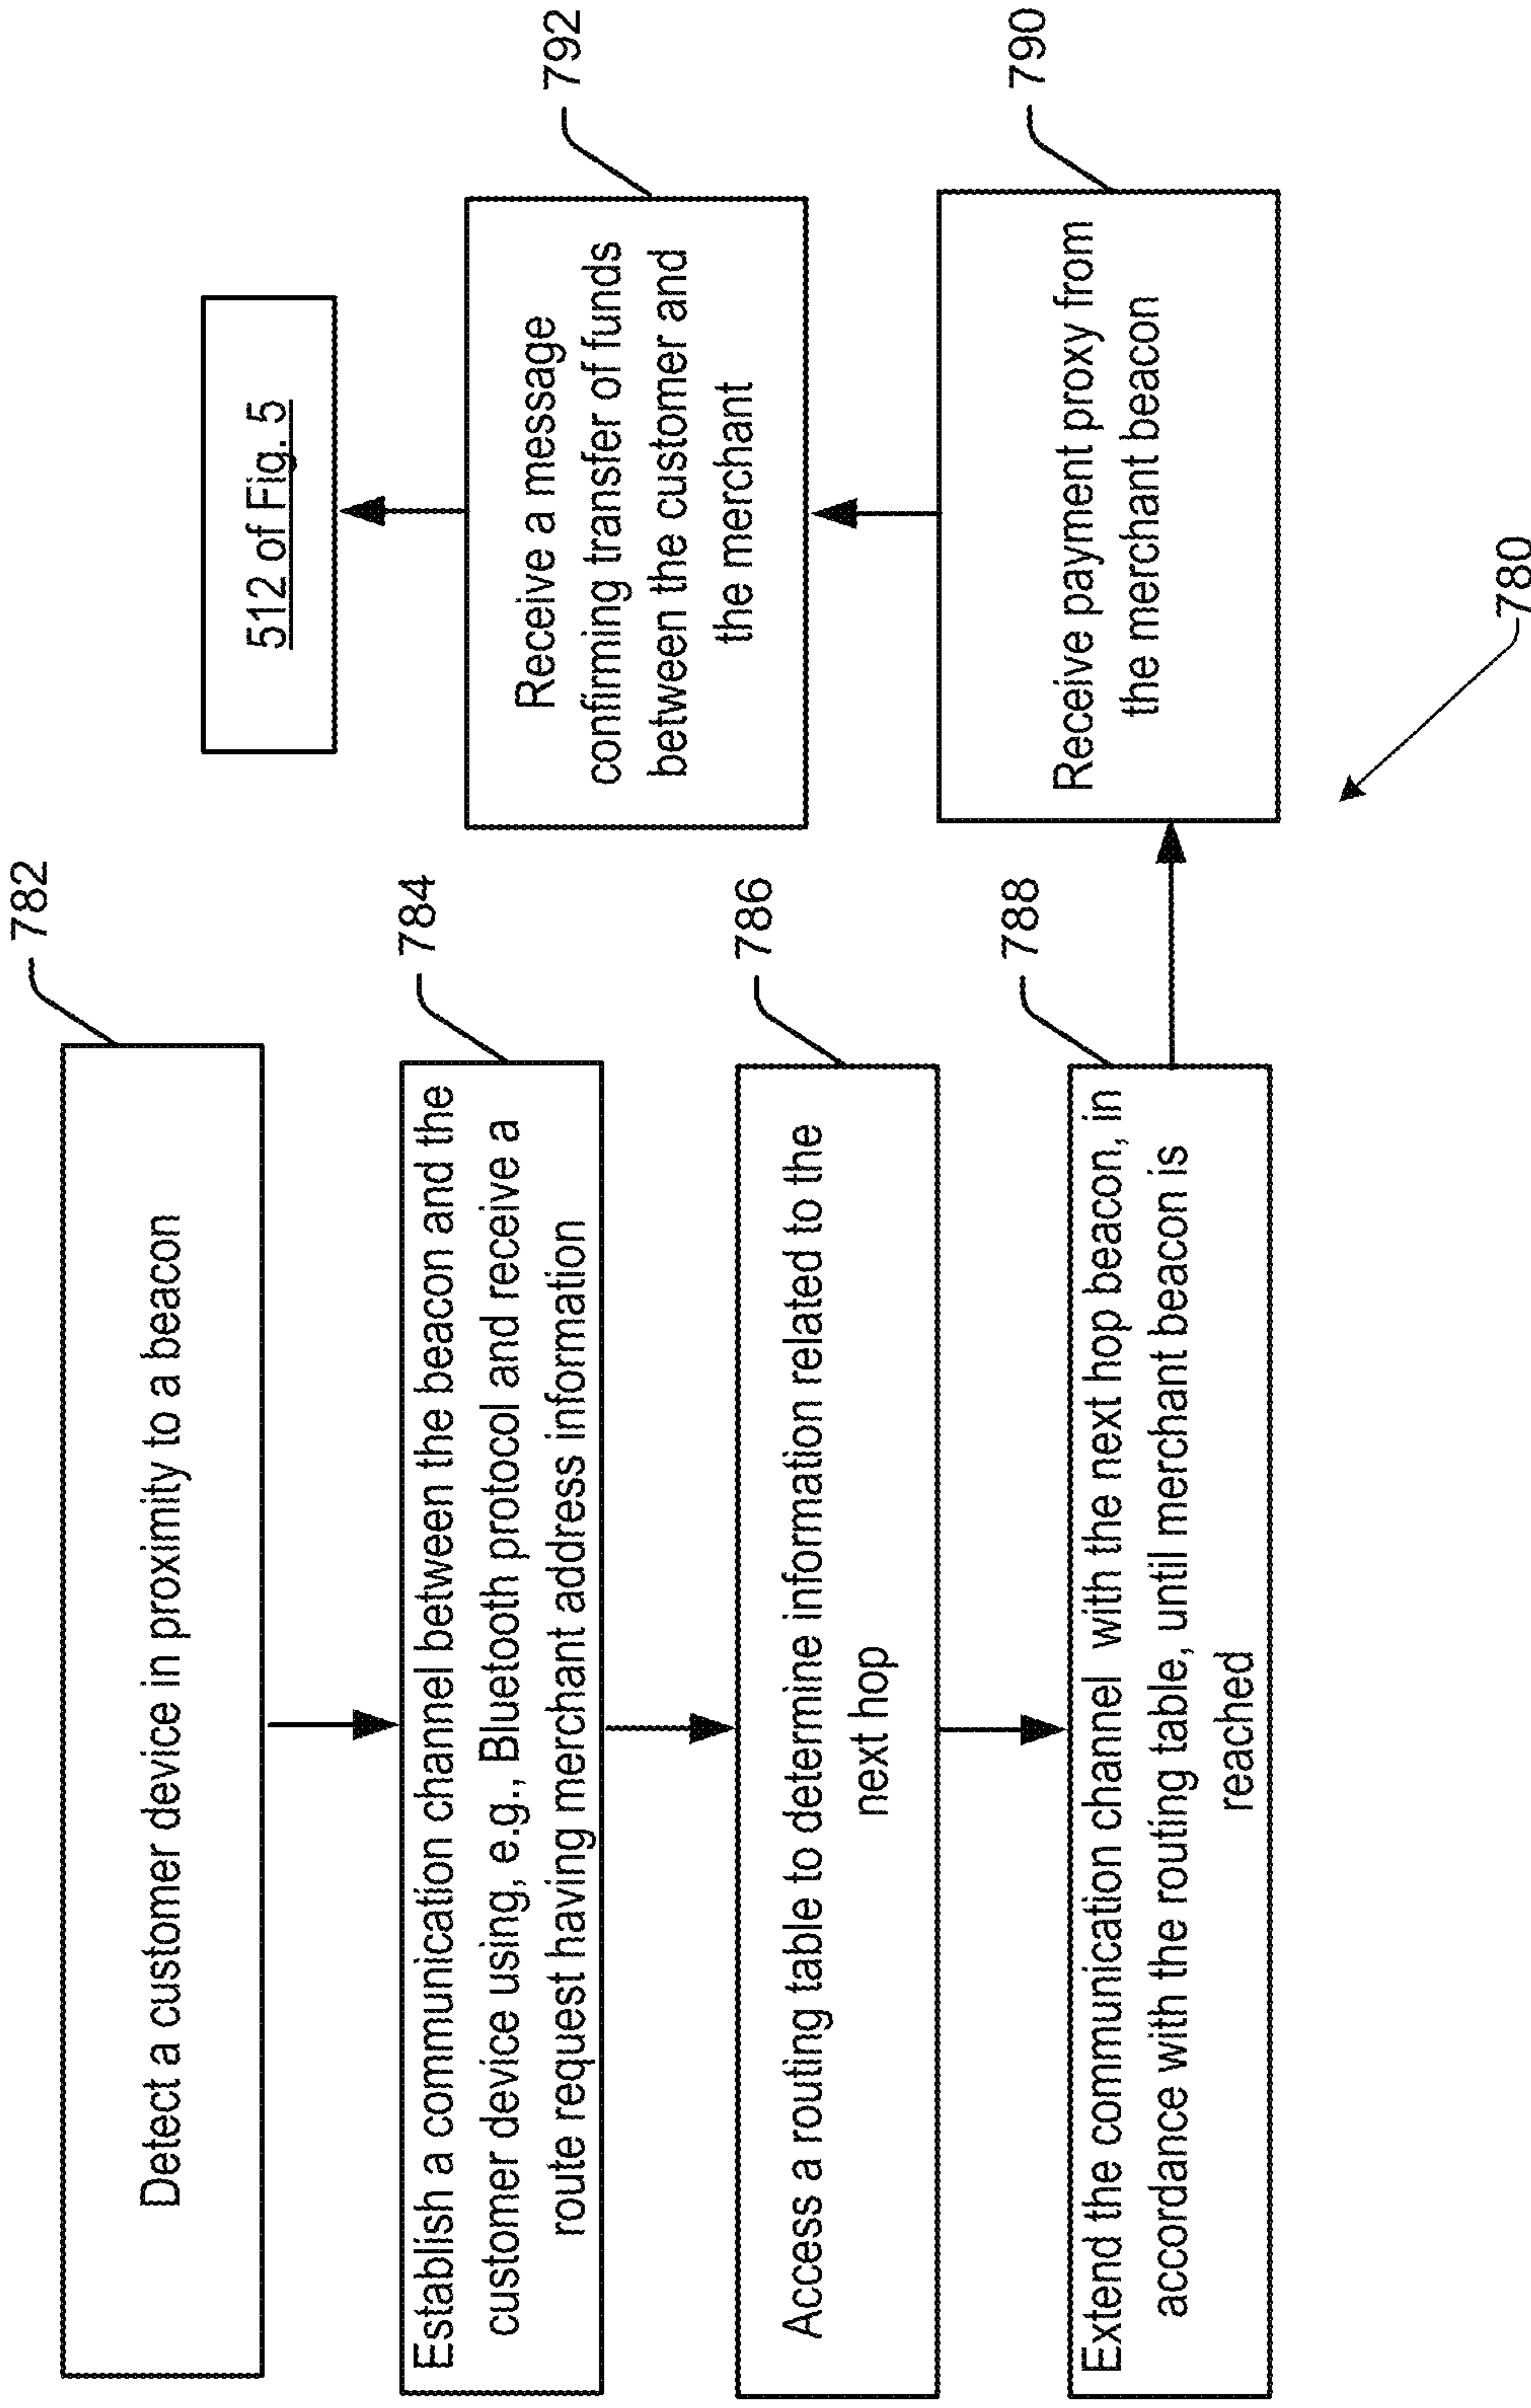 782
Detect a customer device in proximity to a beacon
784
Establish a communication channel between the beacon and the
customer device using, e.g., Bluetooth protocol and receive a
route request having merchant address information
786
Access a routing table to determine information related to the
next hop
788
Extend the communication channel with the next hop beacon, in
accordance with the routing table, until merchant beacon is
reached
790
Receive payment proxy from
the merchant beacon
792
Receive a message
confirming transfer of funds
between the customer and
the merchant
512 of Fig. 5
780